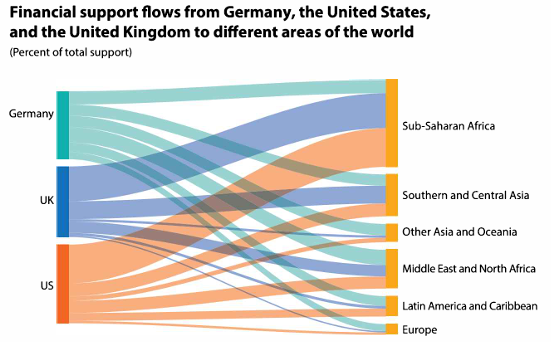 Financial support flows from Germany, the United States,
and the United Kingdom to different areas of the world
(Percent of total support)
Germany
UK
US
Sub-Saharan Africa
Southern and Central Asia
Other Asia and Oceania
Middle East and North Africa
Latin America and Caribbean
Europe